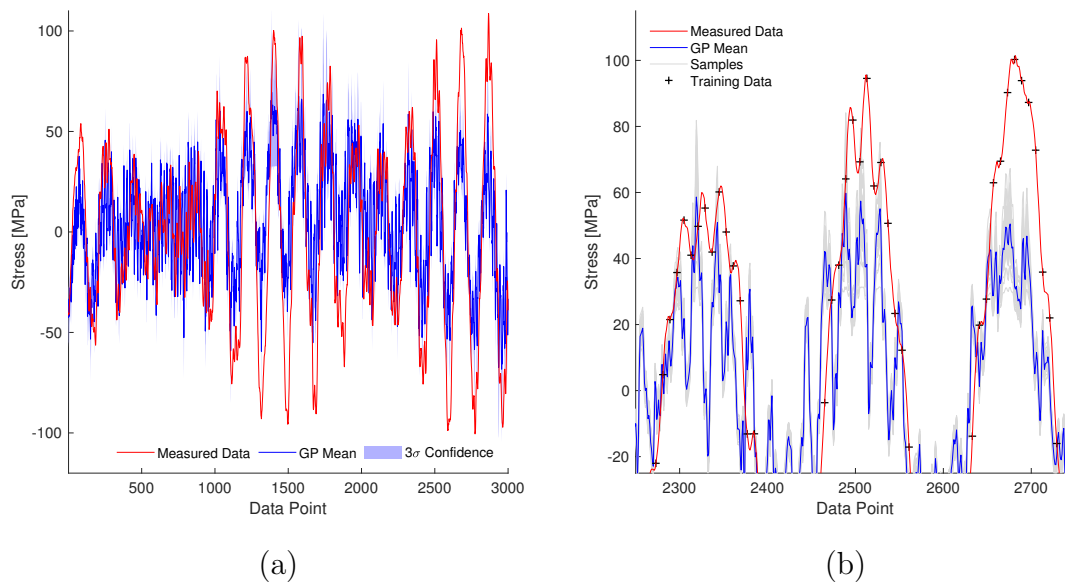 100
50
0
-50
-100
Stress [MPa]
Measured Data
GP Mean
3σ Confidence
500
1000
1500
2000
2500
3000
Data Point
(a)
Measured Data
GP Mean
Samples
Training Data
100
80
60
40
20
0
-20
Stress [MPa]
2300
2400
2500
2600
2700
Data Point
(b)